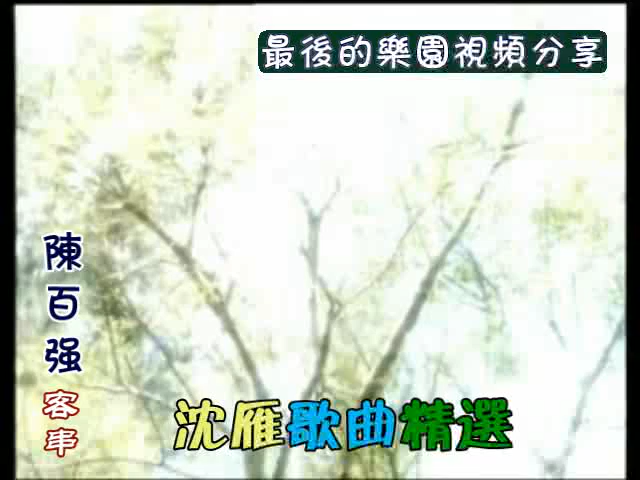 最後的樂園視頻分享
陳百强
客串
沈雁歌曲精選